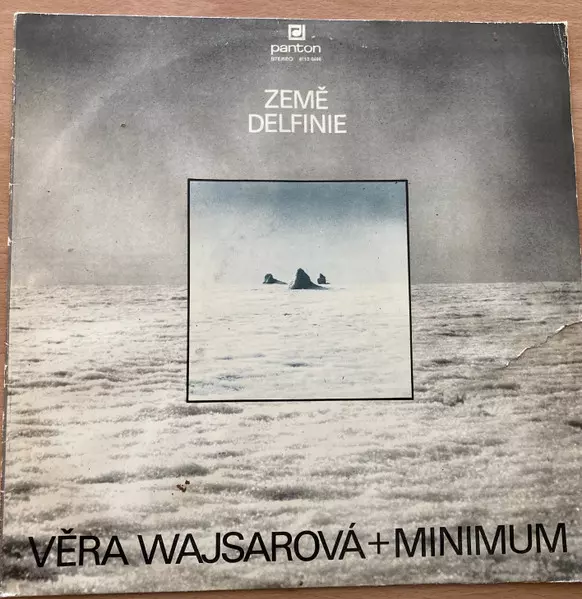 panton
STEREO
ZEMĚ
DELFINIE
VĚRA WAJSAROVÁ+MINIMUM